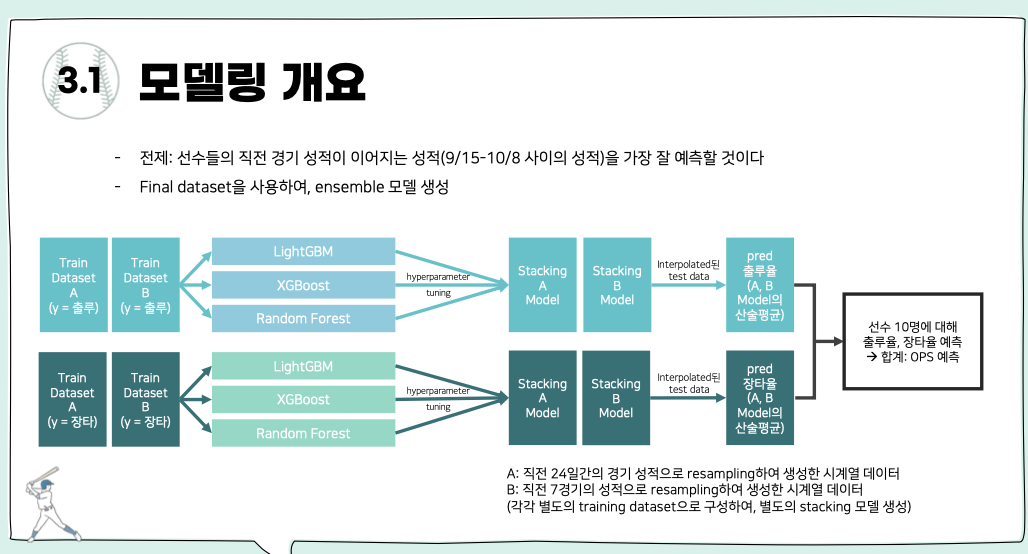 3.1 모델링 개요
- 전제: 선수들의 직전 경기 성적이 이어지는 성적(9/15-10/8 사이의 성적)을 가장 잘 예측할 것이다
- Final dataset을 사용하여, ensemble 모델 생성
Train
Dataset
A
(y = 출루)
Train
Dataset
B
(y = 출루)
LightGBM
XGBoost
Random Forest
hyperparameter
tuning
Stacking
A
Model
Stacking
B
Model
Interpolated된
test data
pred
출루율
(A, B
Model의
산술평균)
Train
Dataset
A
(y = 장타)
Train
Dataset
B
(y = 장타)
LightGBM
XGBoost
Random Forest
hyperparameter
tuning
Stacking
A
Model
Stacking
B
Model
Interpolated된
test data
pred
장타율
(A, B
Model의
산술평균)
선수 10명에 대해
출루율, 장타율 예측
→ 합계: OPS 예측
A: 직전 24일간의 경기 성적으로 resampling하여 생성한 시계열 데이터
B: 직전 7경기의 성적으로 resampling하여 생성한 시계열 데이터
(각각 별도의 training dataset으로 구성하여, 별도의 stacking 모델 생성)